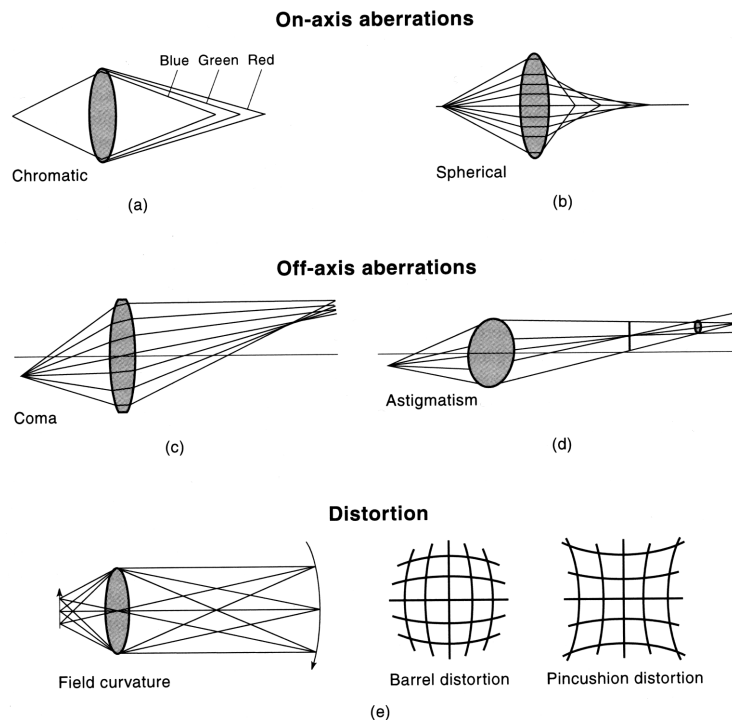 On-axis aberrations
Blue Green Red
Chromatic
(a)
Spherical
(b)
Off-axis aberrations
Coma
(c)
Astigmatism
(d)
Distortion
Field curvature
Barrel distortion
Pincushion distortion
(e)